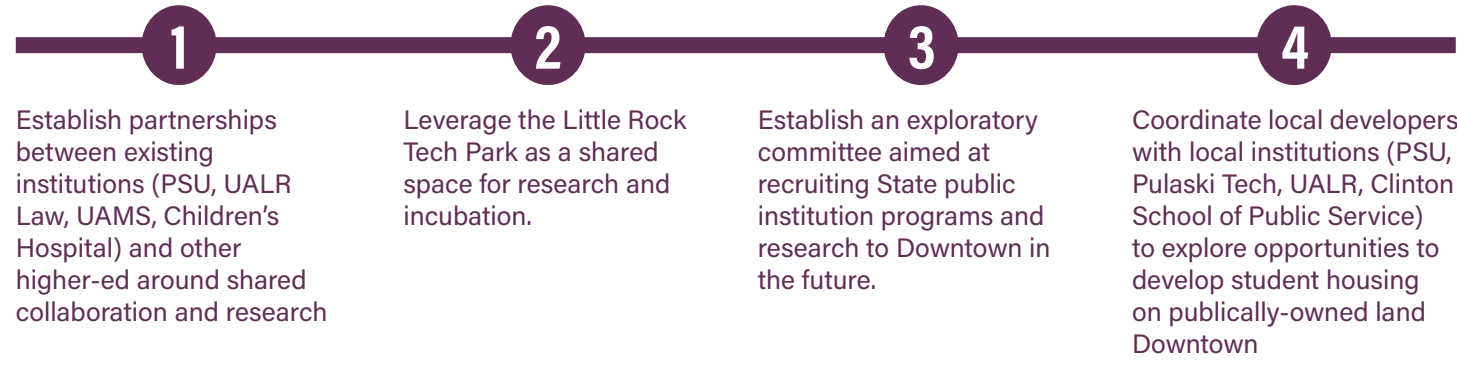 1
Establish partnerships
between existing
institutions (PSU, UALR
Law, UAMS, Children’s
Hospital) and other
higher-ed around shared
collaboration and research
2
Leverage the Little Rock
Tech Park as a shared
space for research and
incubation.
3
Establish an exploratory
committee aimed at
recruiting State public
institution programs and
research to Downtown in
the future.
4
Coordinate local developers
with local institutions (PSU,
Pulaski Tech, UALR, Clinton
School of Public Service)
to explore opportunities to
develop student housing
on publically-owned land
Downtown